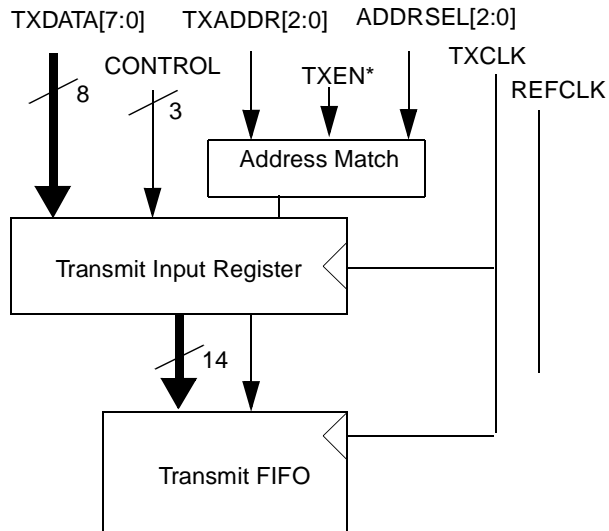 TXDATA[7:0] TXADDR[2:0] ADDRSEL[2:0]
TXCLK
CONTROL
TXEN*
REFCLK
8
3
Address Match
Transmit Input Register
14
Transmit FIFO